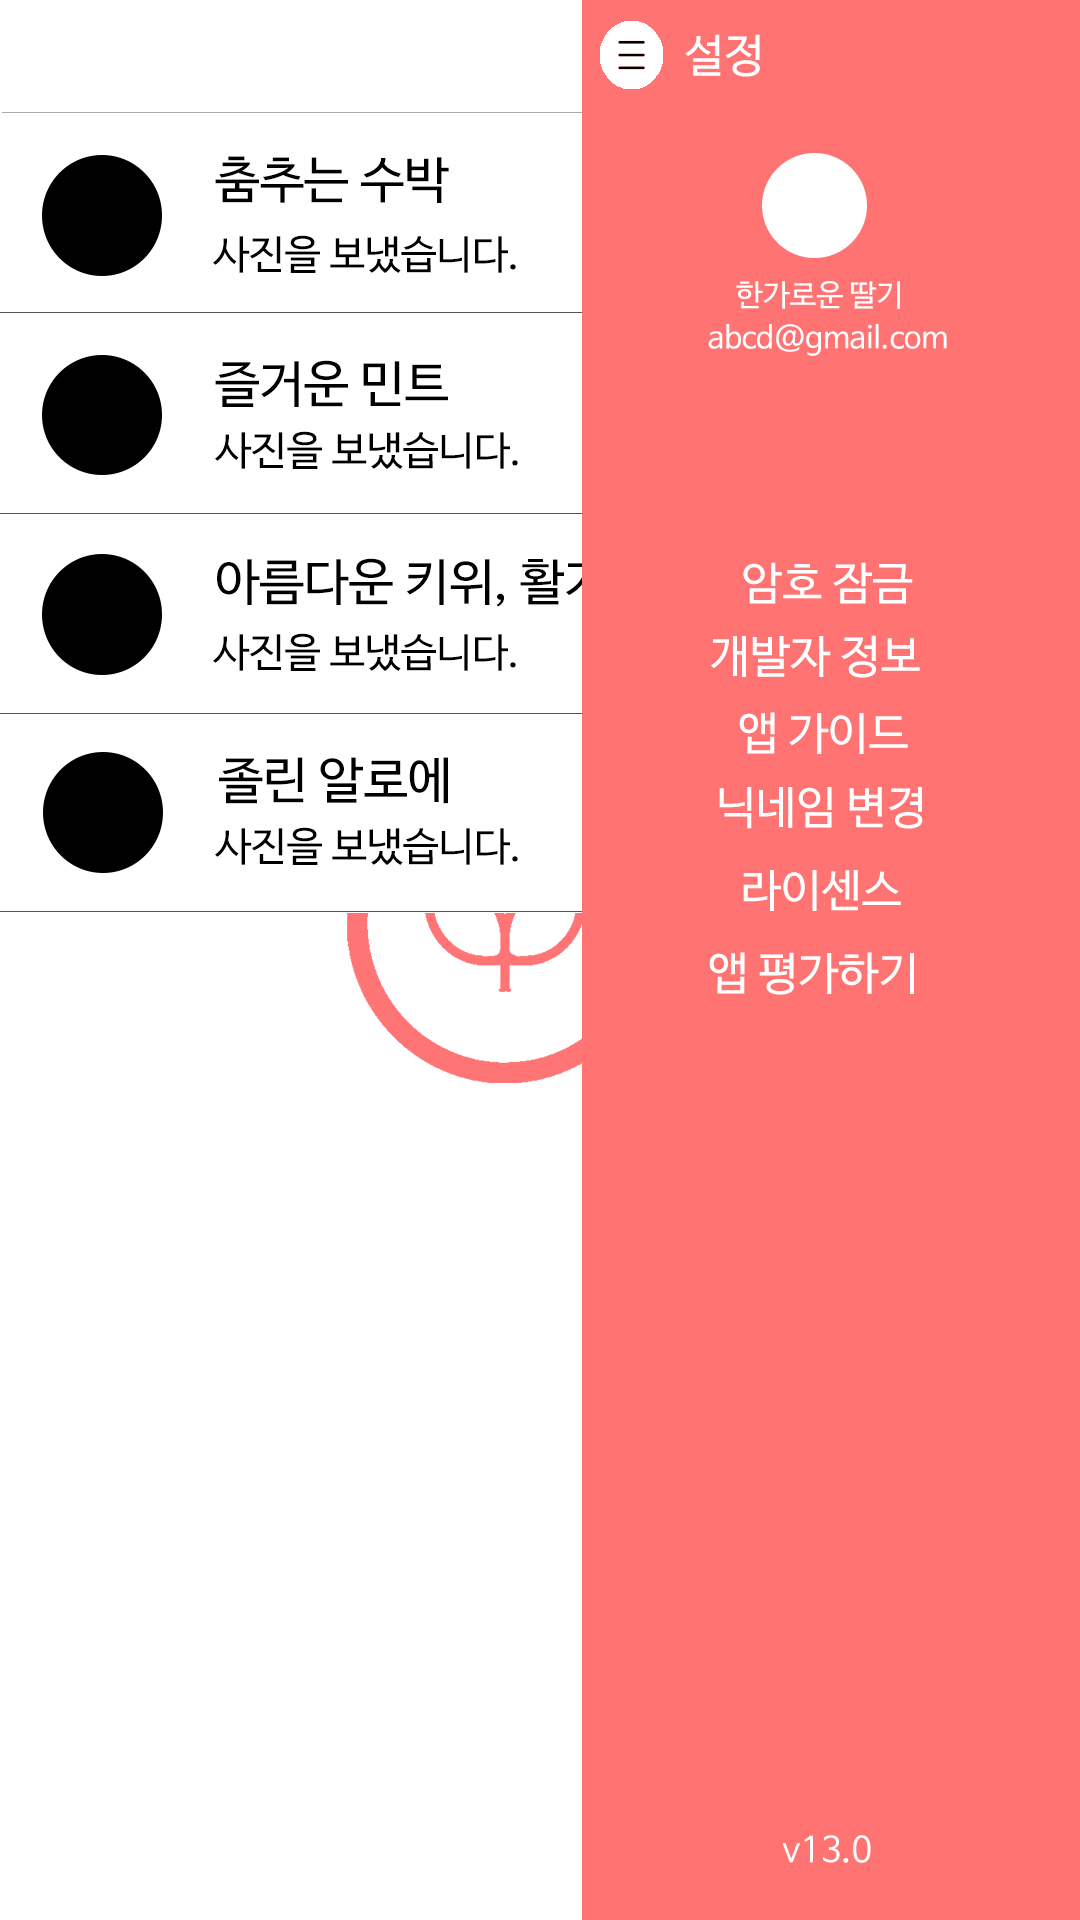 춤추는 수박
사진을 보냈습니다.
즐거운 민트
사진을 보냈습니다.
아름다운 키위, 활
사진을 보냈습니다.
졸린 알로에
사진을 보냈습니다.
설정
한가로운 딸기
abcd@gmail.com
암호 잠금
개발자 정보
앱 가이드
닉네임 변경
라이센스
앱 평가하기
v13.0